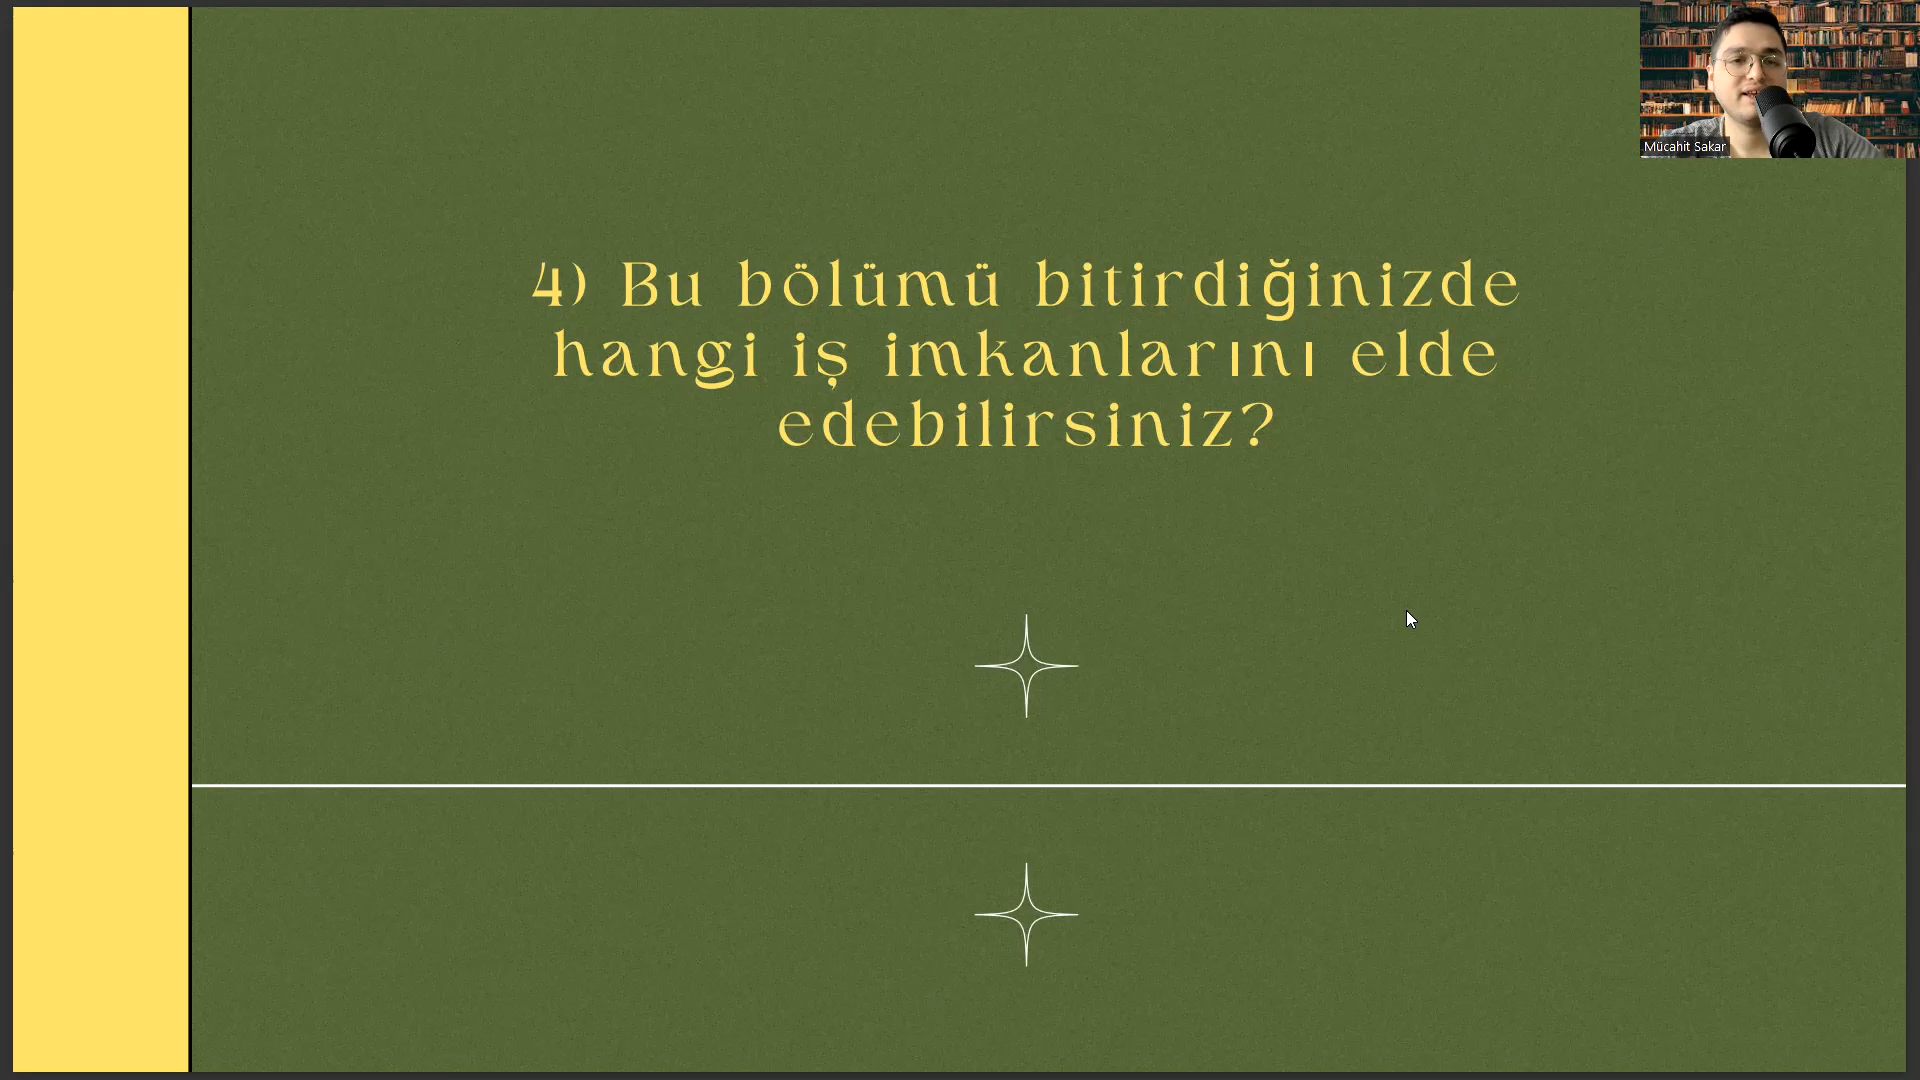 Mücahit Sakar
4) Bu bölümü bitirdiğinizde
hangi iş imkanlarını elde
edebilirsiniz?